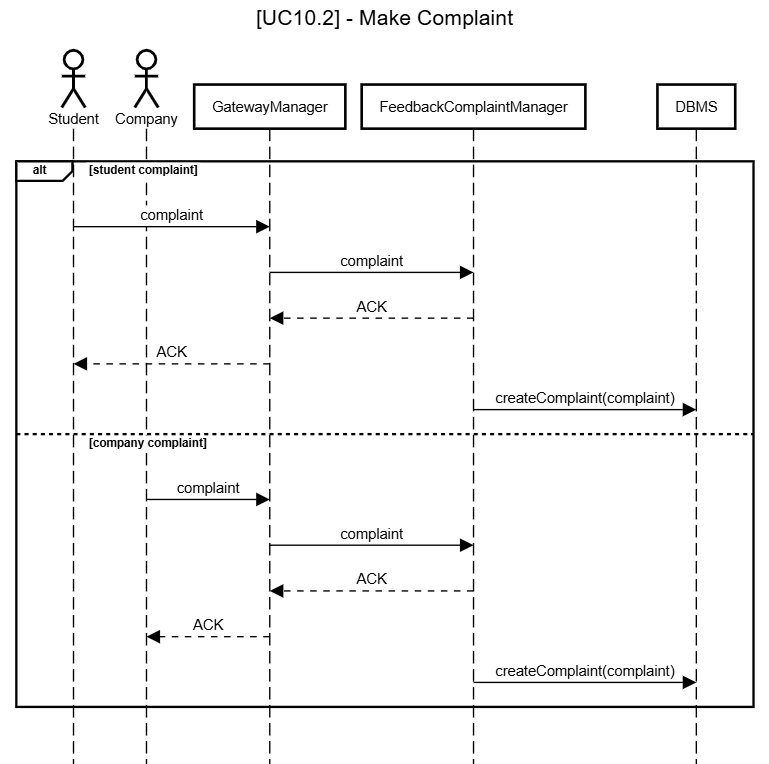 [UC10.2] - Make Complaint
Student
Company
GatewayManager
FeedbackComplaintManager
DBMS
alt
[student complaint]
complaint
complaint
ACK
ACK
createComplaint(complaint)
[company complaint]
complaint
complaint
ACK
ACK
createComplaint(complaint)